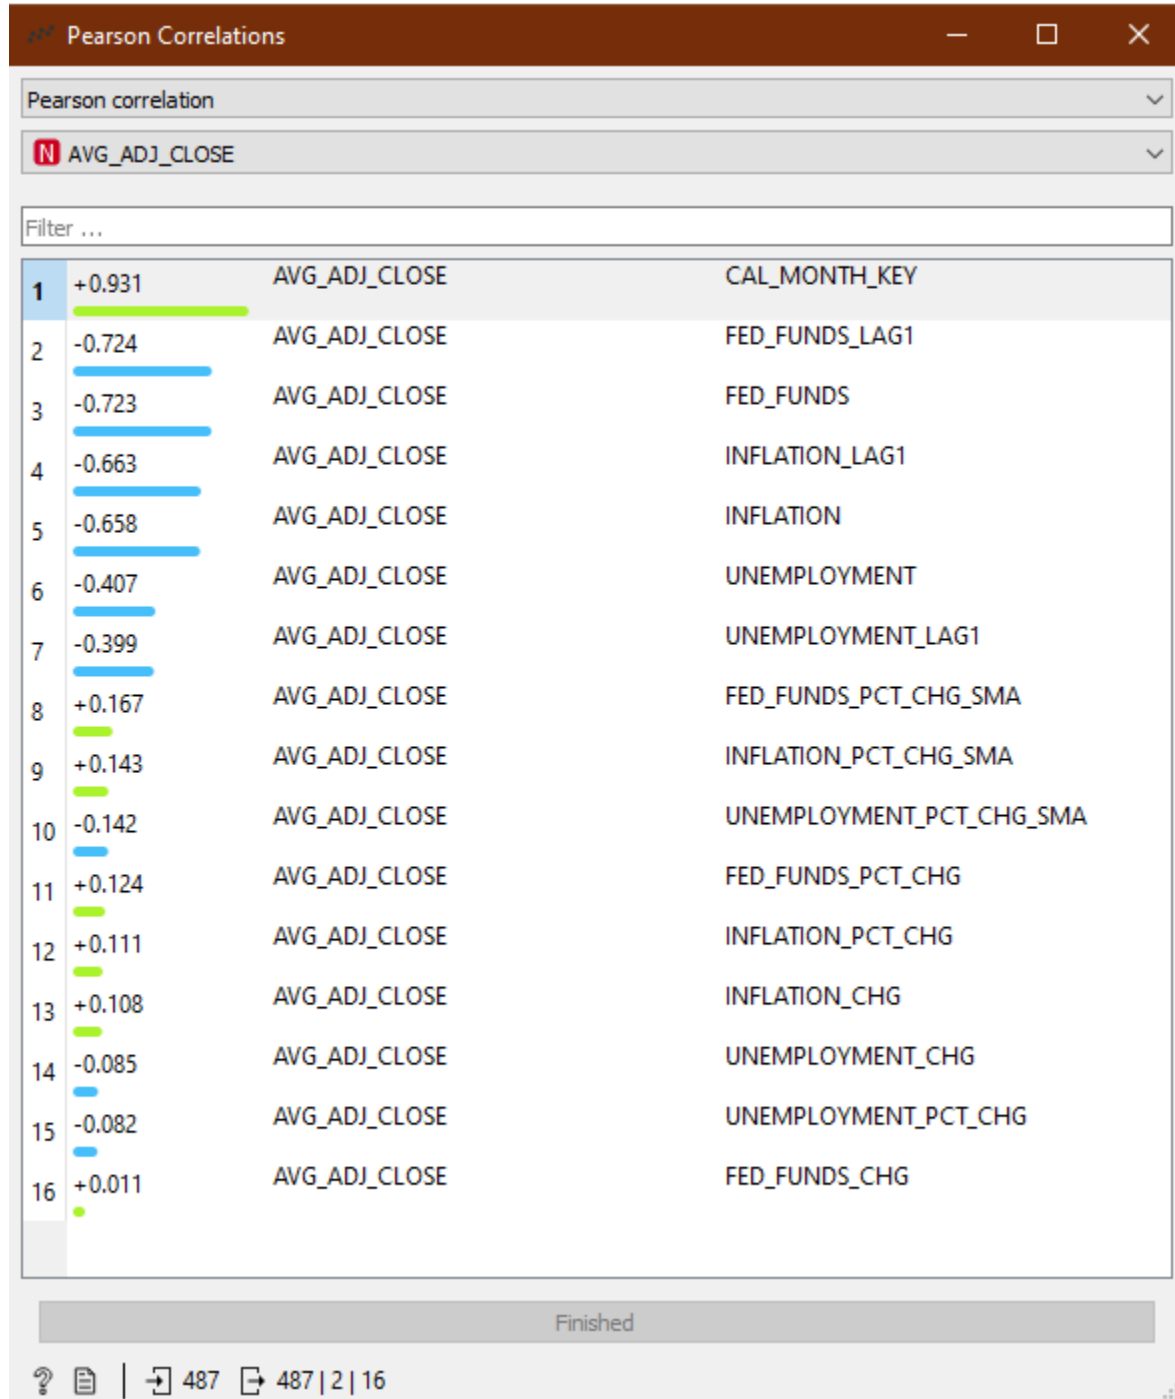 Pearson Correlations
Pearson correlation
N AVG_ADJ_CLOSE
Filter ...
1 +0.931 AVG_ADJ_CLOSE CAL_MONTH_KEY
2 -0.724 AVG_ADJ_CLOSE FED_FUNDS_LAG1
3 -0.723 AVG_ADJ_CLOSE FED_FUNDS
4 -0.663 AVG_ADJ_CLOSE INFLATION_LAG1
5 -0.658 AVG_ADJ_CLOSE INFLATION
6 -0.407 AVG_ADJ_CLOSE UNEMPLOYMENT
7 -0.399 AVG_ADJ_CLOSE UNEMPLOYMENT_LAG1
8 +0.167 AVG_ADJ_CLOSE FED_FUNDS_PCT_CHG_SMA
9 +0.143 AVG_ADJ_CLOSE INFLATION_PCT_CHG_SMA
10 -0.142 AVG_ADJ_CLOSE UNEMPLOYMENT_PCT_CHG_SMA
11 +0.124 AVG_ADJ_CLOSE FED_FUNDS_PCT_CHG
12 +0.111 AVG_ADJ_CLOSE INFLATION_PCT_CHG
13 +0.108 AVG_ADJ_CLOSE INFLATION_CHG
14 -0.085 AVG_ADJ_CLOSE UNEMPLOYMENT_CHG
15 -0.082 AVG_ADJ_CLOSE UNEMPLOYMENT_PCT_CHG
16 +0.011 AVG_ADJ_CLOSE FED_FUNDS_CHG
Finished
? | 487 487 | 2 | 16